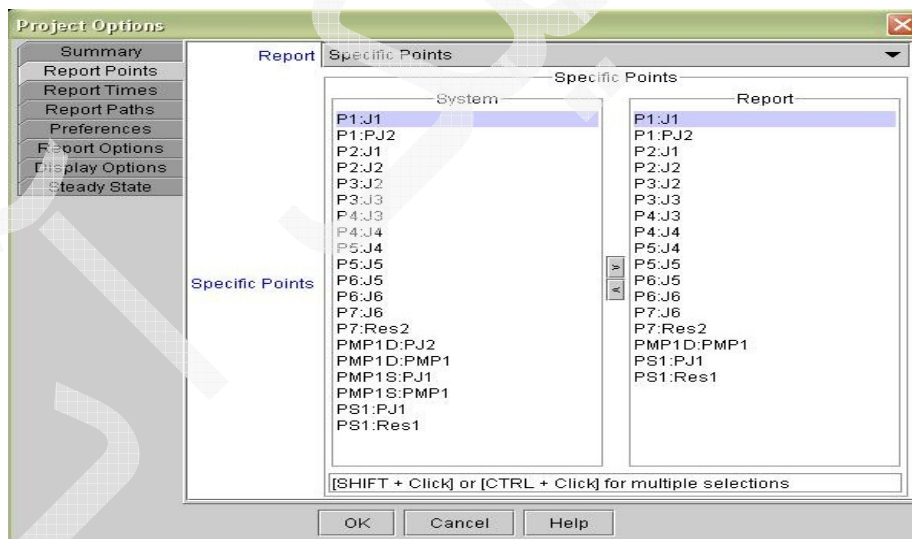 Project Options
Summary
Report Points
Report Times
Report Paths
Preferences
Report Options
Display Options
Steady State
Report
Specific Points
Specific Points
Specific Points
System
P1:J1
P1:PJ2
P2:J1
P2:J2
P3:J2
P3:J3
P4:J3
P4:J4
P5:J4
P5:J5
P6:J5
P6:J6
P7:J6
P7:Res2
PMP1D:PJ2
PMP1D:PMP1
PMP1S:PJ1
PMP1S:PMP1
PS1:PJ1
PS1:Res1
Report
P1:J1
P1:PJ2
P2:J1
P2:J2
P3:J2
P3:J3
P4:J3
P4:J4
P5:J4
P5:J5
P6:J5
P6:J6
P7:J6
P7:Res2
PMP1D:PMP1
PS1:PJ1
PS1:Res1
[SHIFT + Click] or [CTRL + Click] for multiple selections
OK
Cancel
Help